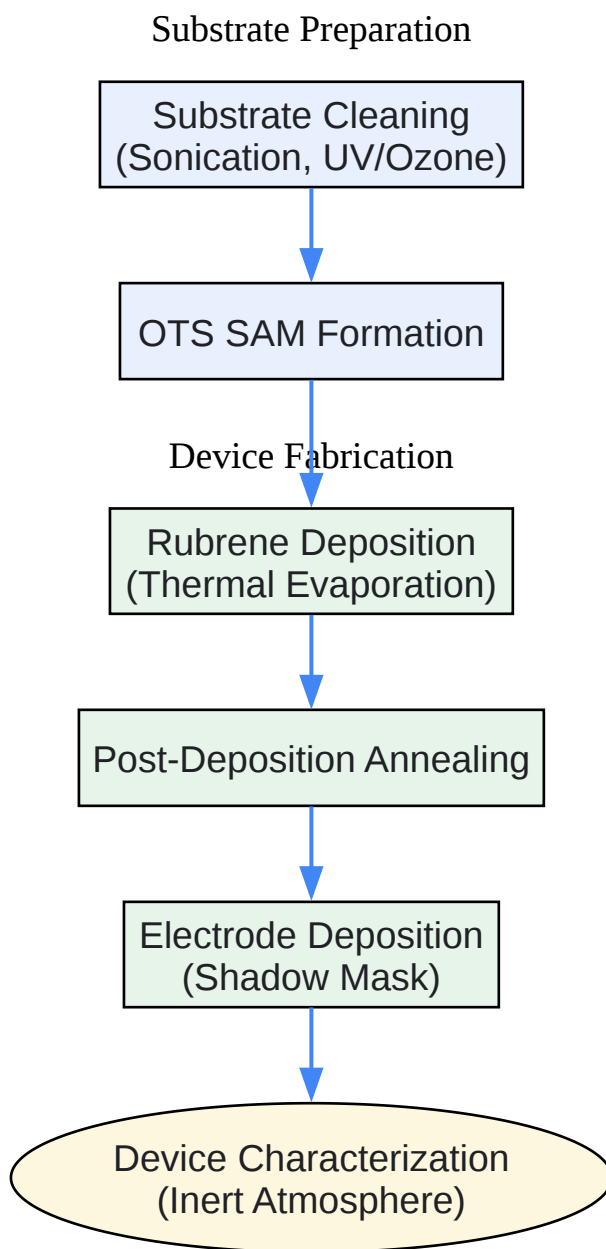 Substrate Preparation
Substrate Cleaning
(Sonication, UV/Ozone)
OTS SAM Formation
Device Fabrication
Rubrene Deposition
(Thermal Evaporation)
Post-Deposition Annealing
Electrode Deposition
(Shadow Mask)
Device Characterization
(Inert Atmosphere)